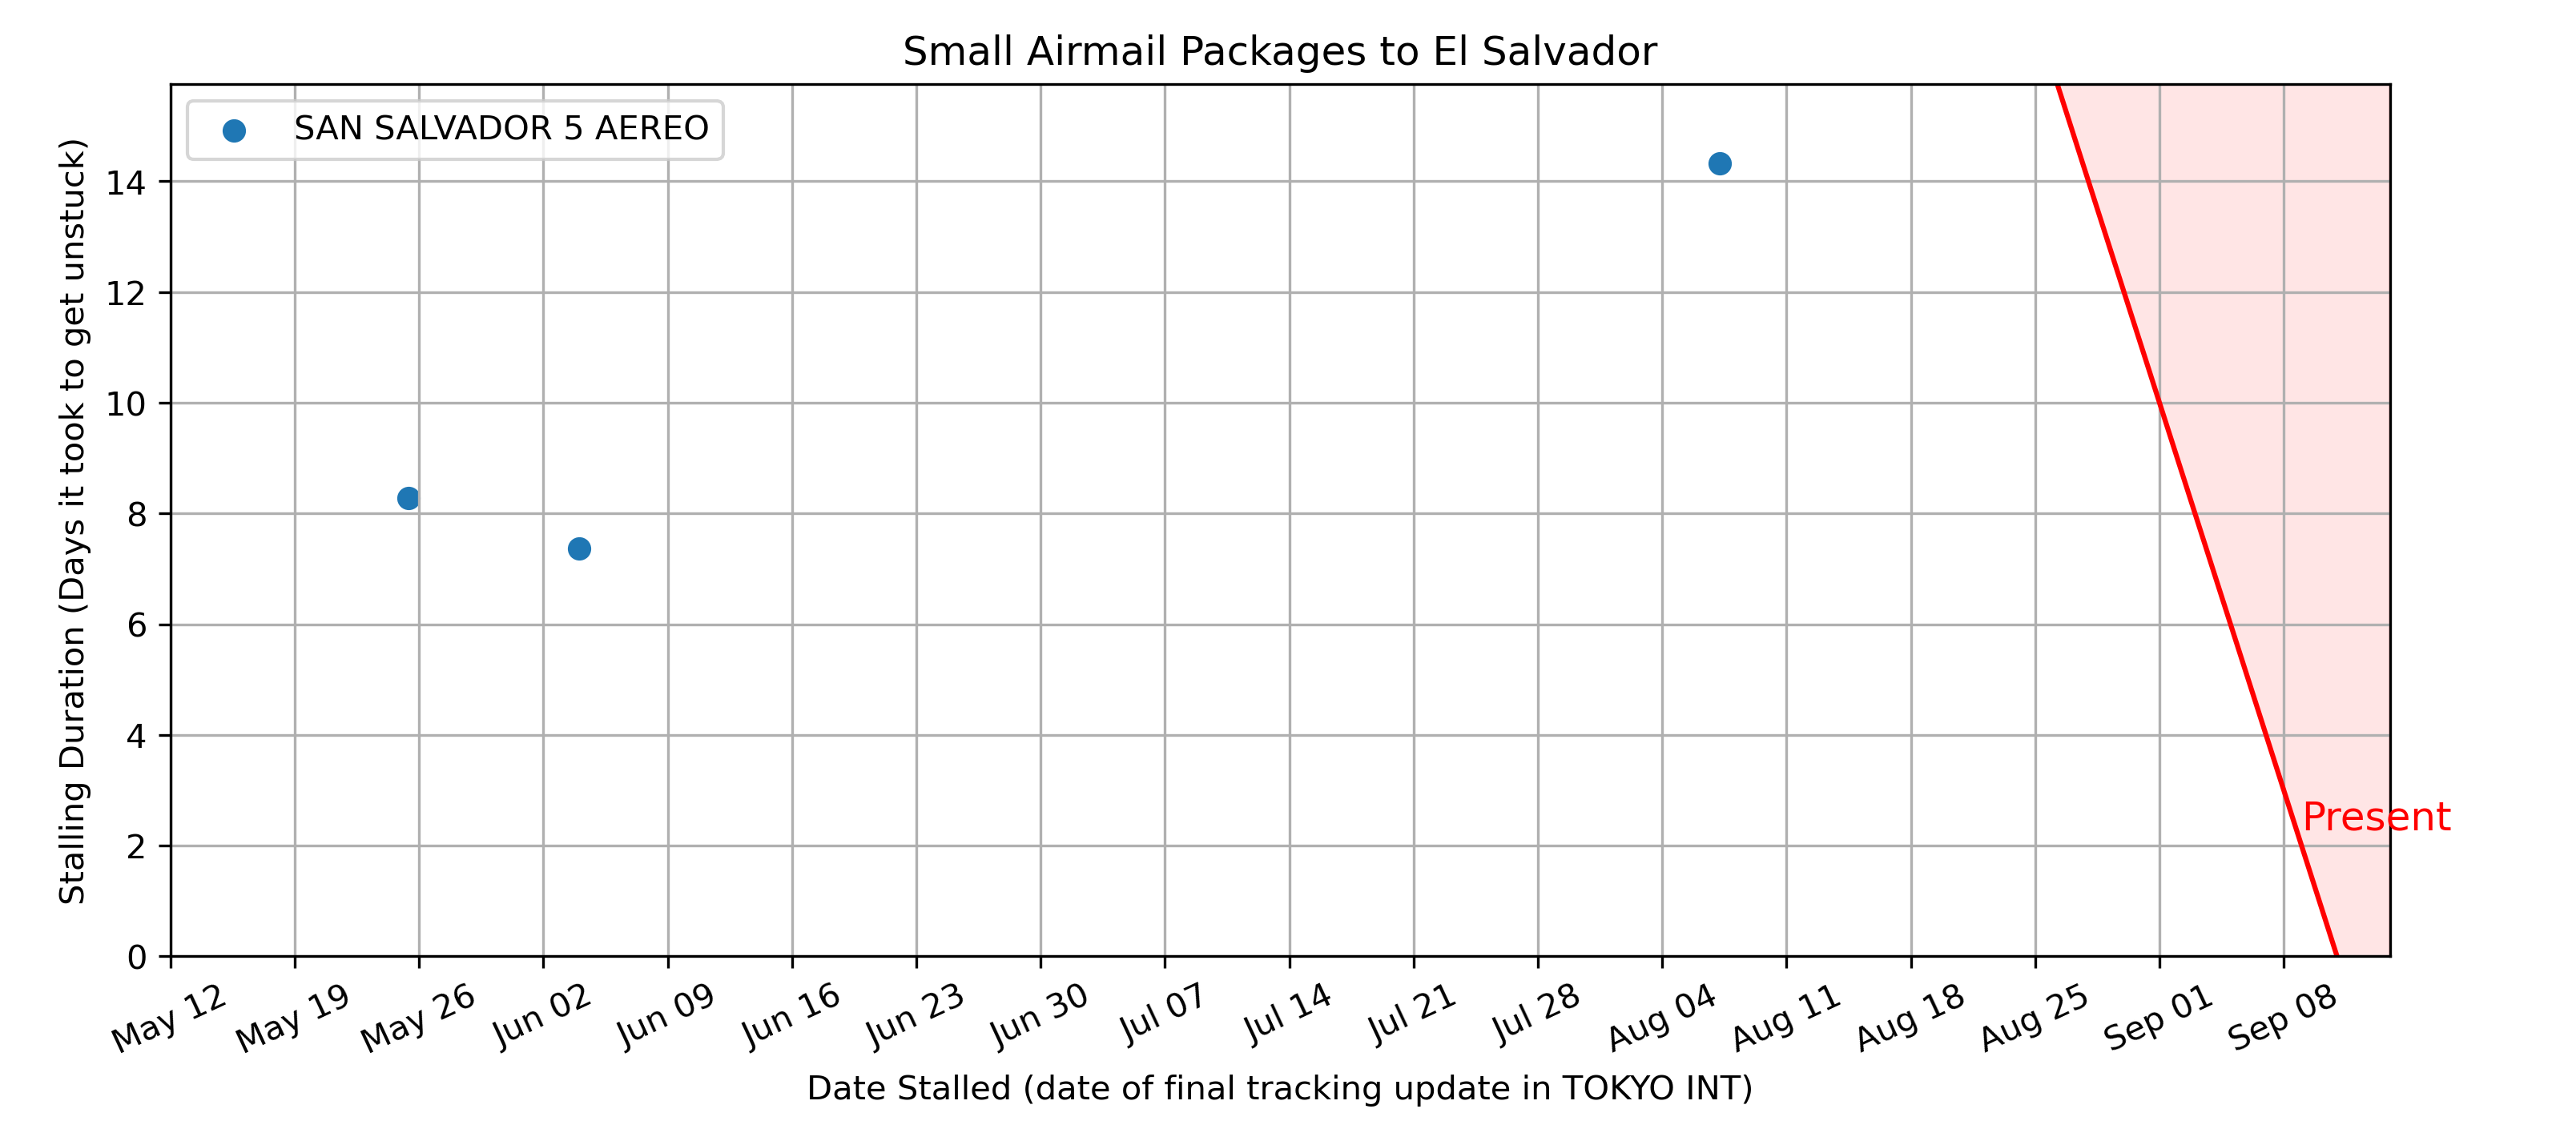 Small Airmail Packages to El Salvador
SAN SALVADOR 5 AEREO
Stalling Duration (Days it took to get unstuck)
14
12
10
8
6
4
2
0
Present
May 12
May 19
May 26
Jun 02
Jun 09
Jun 16
Jun 23
Jun 30
Jul 07
Jul 14
Jul 21
Jul 28
Aug 04
Aug 11
Aug 18
Aug 25
Sep 01
Sep 08
Date Stalled (date of final tracking update in TOKYO INT)